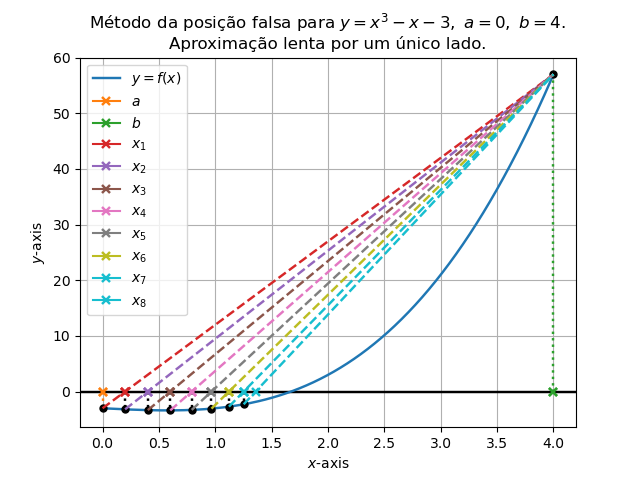 Método da posição falsa para y = x³ − x − 3, a = 0, b = 4.
Aproximação lenta por um único lado.
y = f(x)
a
b
x₁
x₂
x₃
x₄
x₅
x₆
x₇
x₈
60
50
40
30
20
10
0
y-axis
0.0 0.5 1.0 1.5 2.0 2.5 3.0 3.5 4.0
x-axis